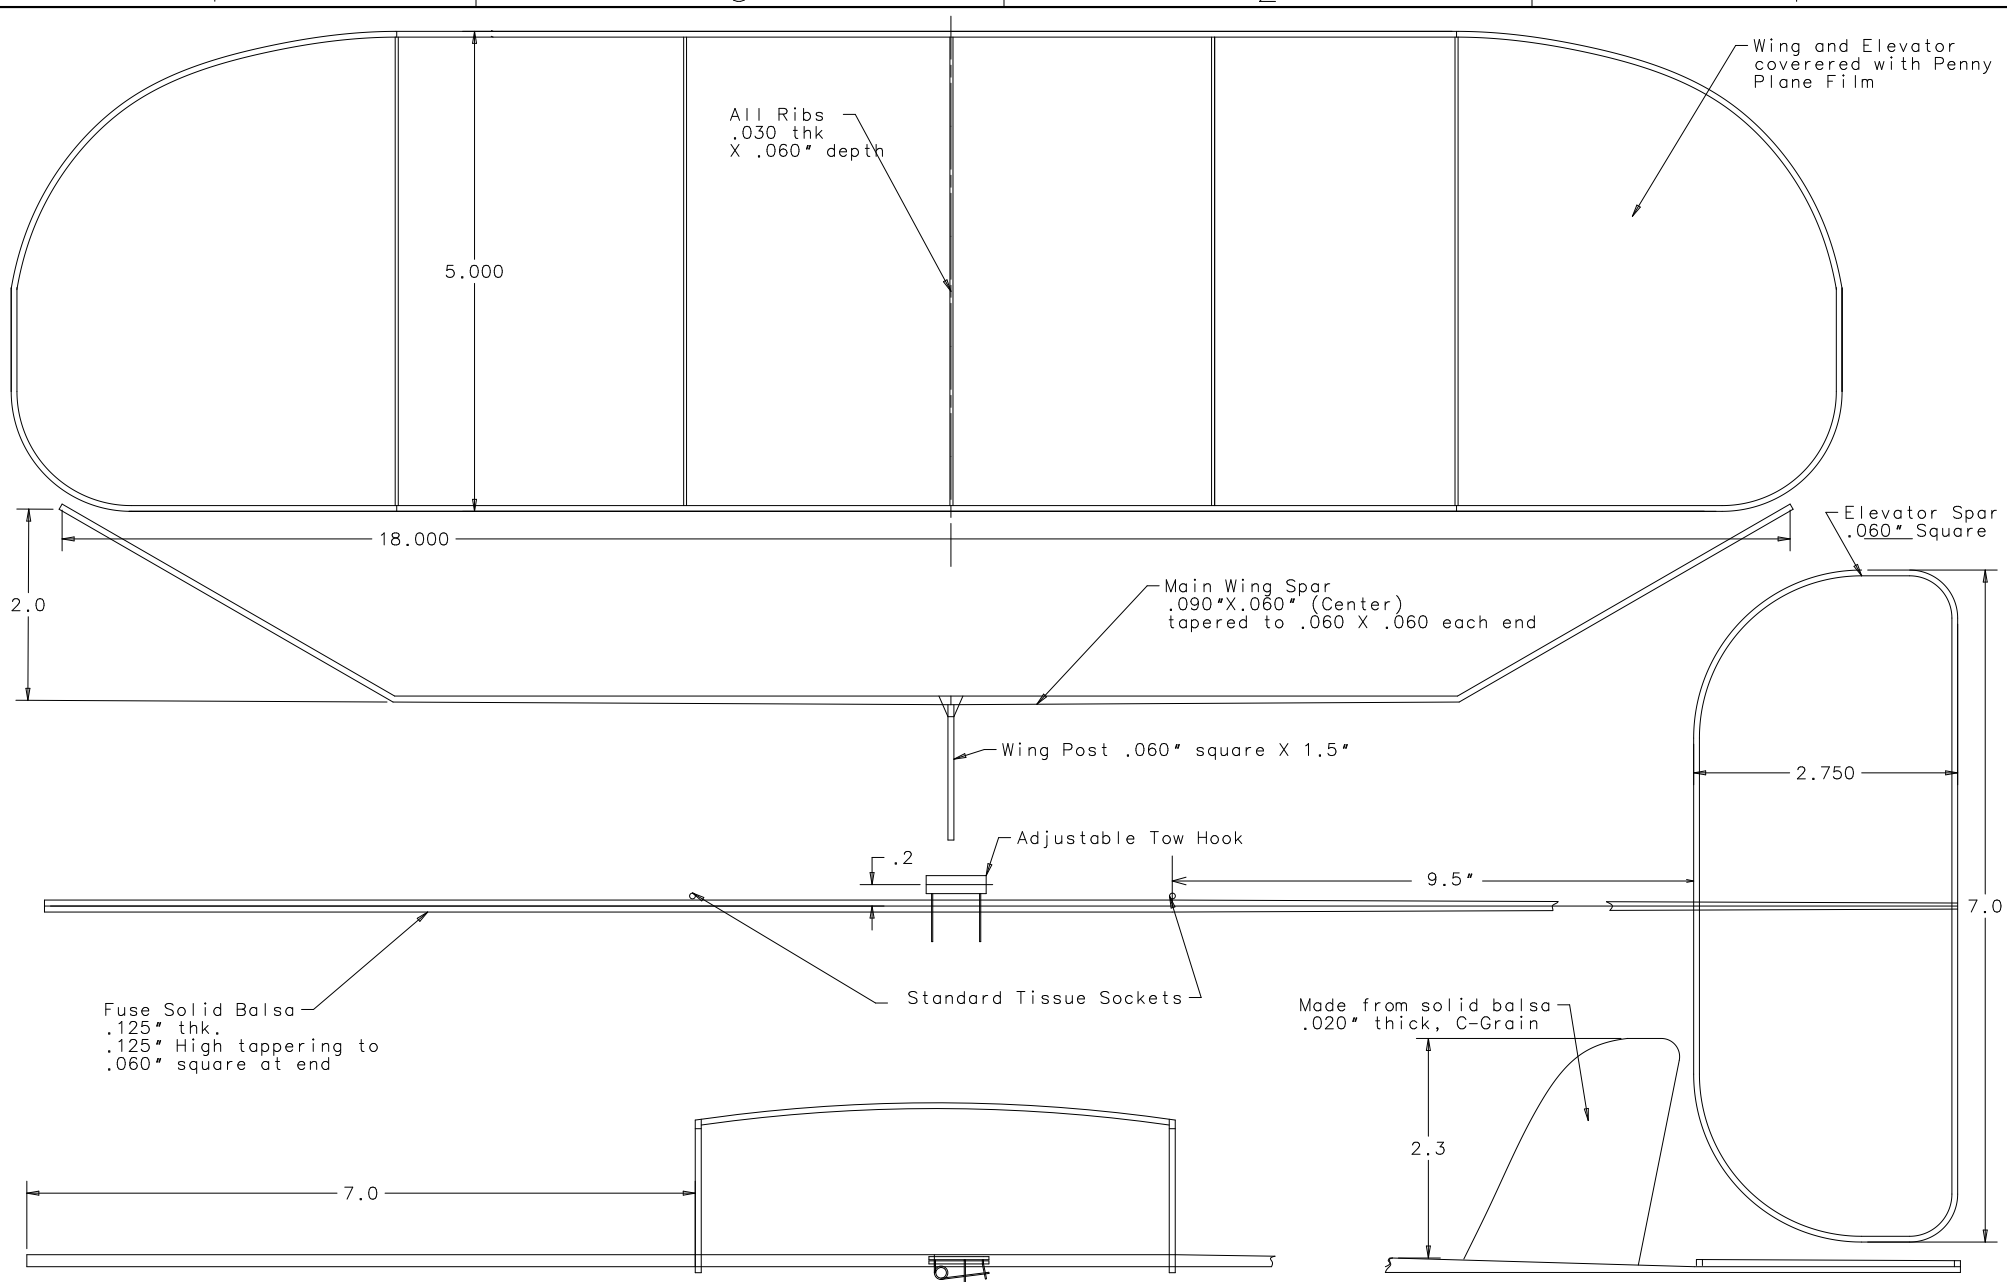 Wing and Elevator
coverered with Penny
Plane Film
All Ribs
.030 thk
X .060" depth
5.000
18.000
2.0
Elevator Spar
.060" Square
Main Wing Spar
.090"X.060" (Center)
tapered to .060 X .060 each end
Wing Post .060" square X 1.5"
2.750
Adjustable Tow Hook
.2
9.5"
7.0
Standard Tissue Sockets
Fuse Solid Balsa
.125" thk.
.125" High tappering to
.060" square at end
Made from solid balsa
.020" thick, C-Grain
2.3
7.0